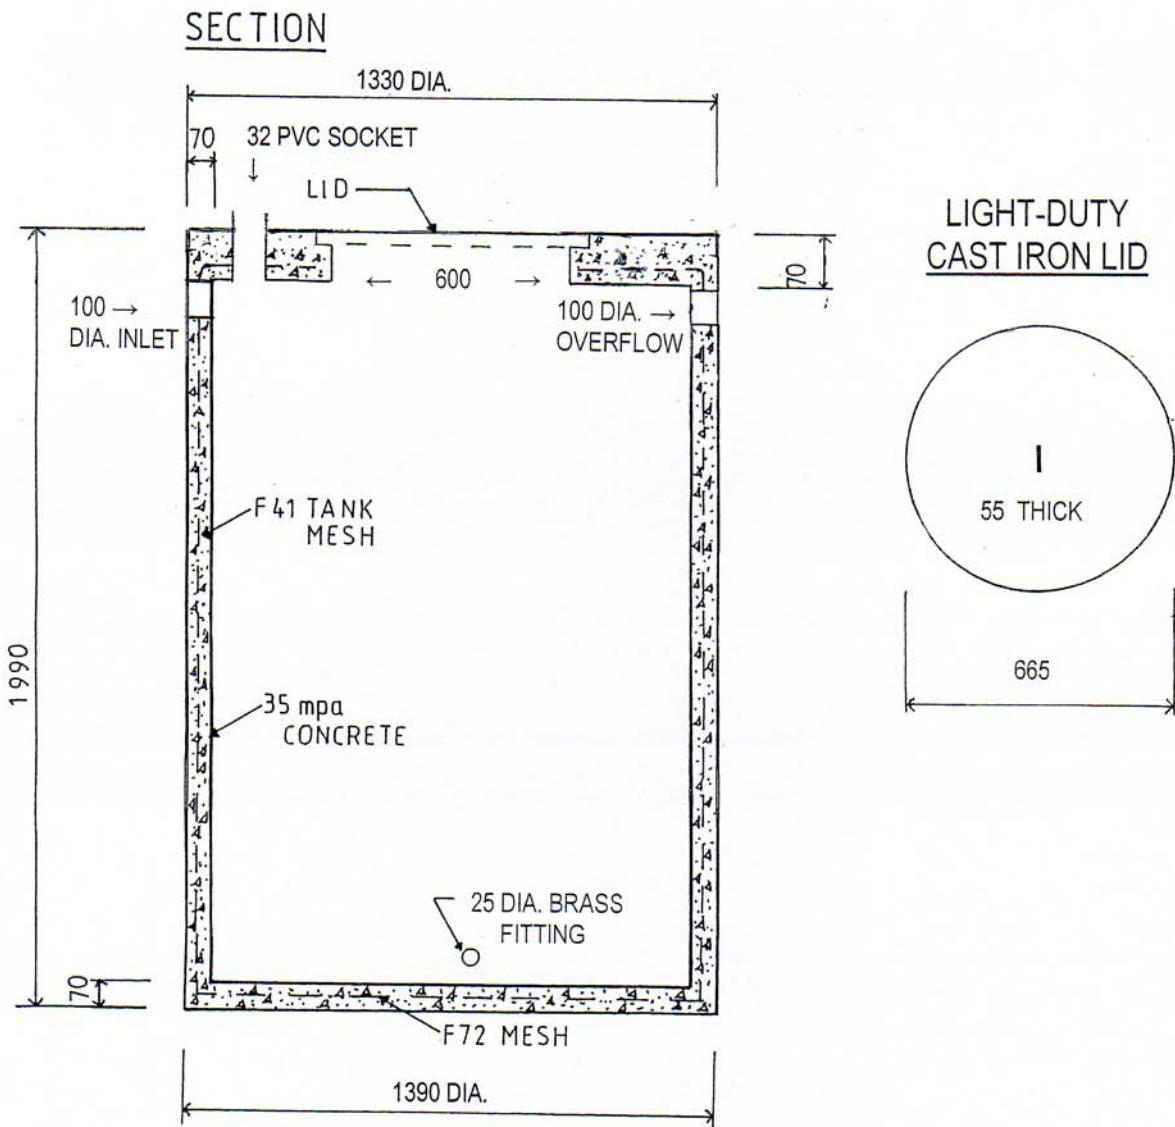 SECTION
1330 DIA.
70
32 PVC SOCKET
LID
LIGHT-DUTY
CAST IRON LID
600
70
100 →
DIA. INLET
100 DIA. →
OVERFLOW
F41 TANK
MESH
55 THICK
1990
665
35 mpa
CONCRETE
25 DIA. BRASS
FITTING
70
F72 MESH
1390 DIA.